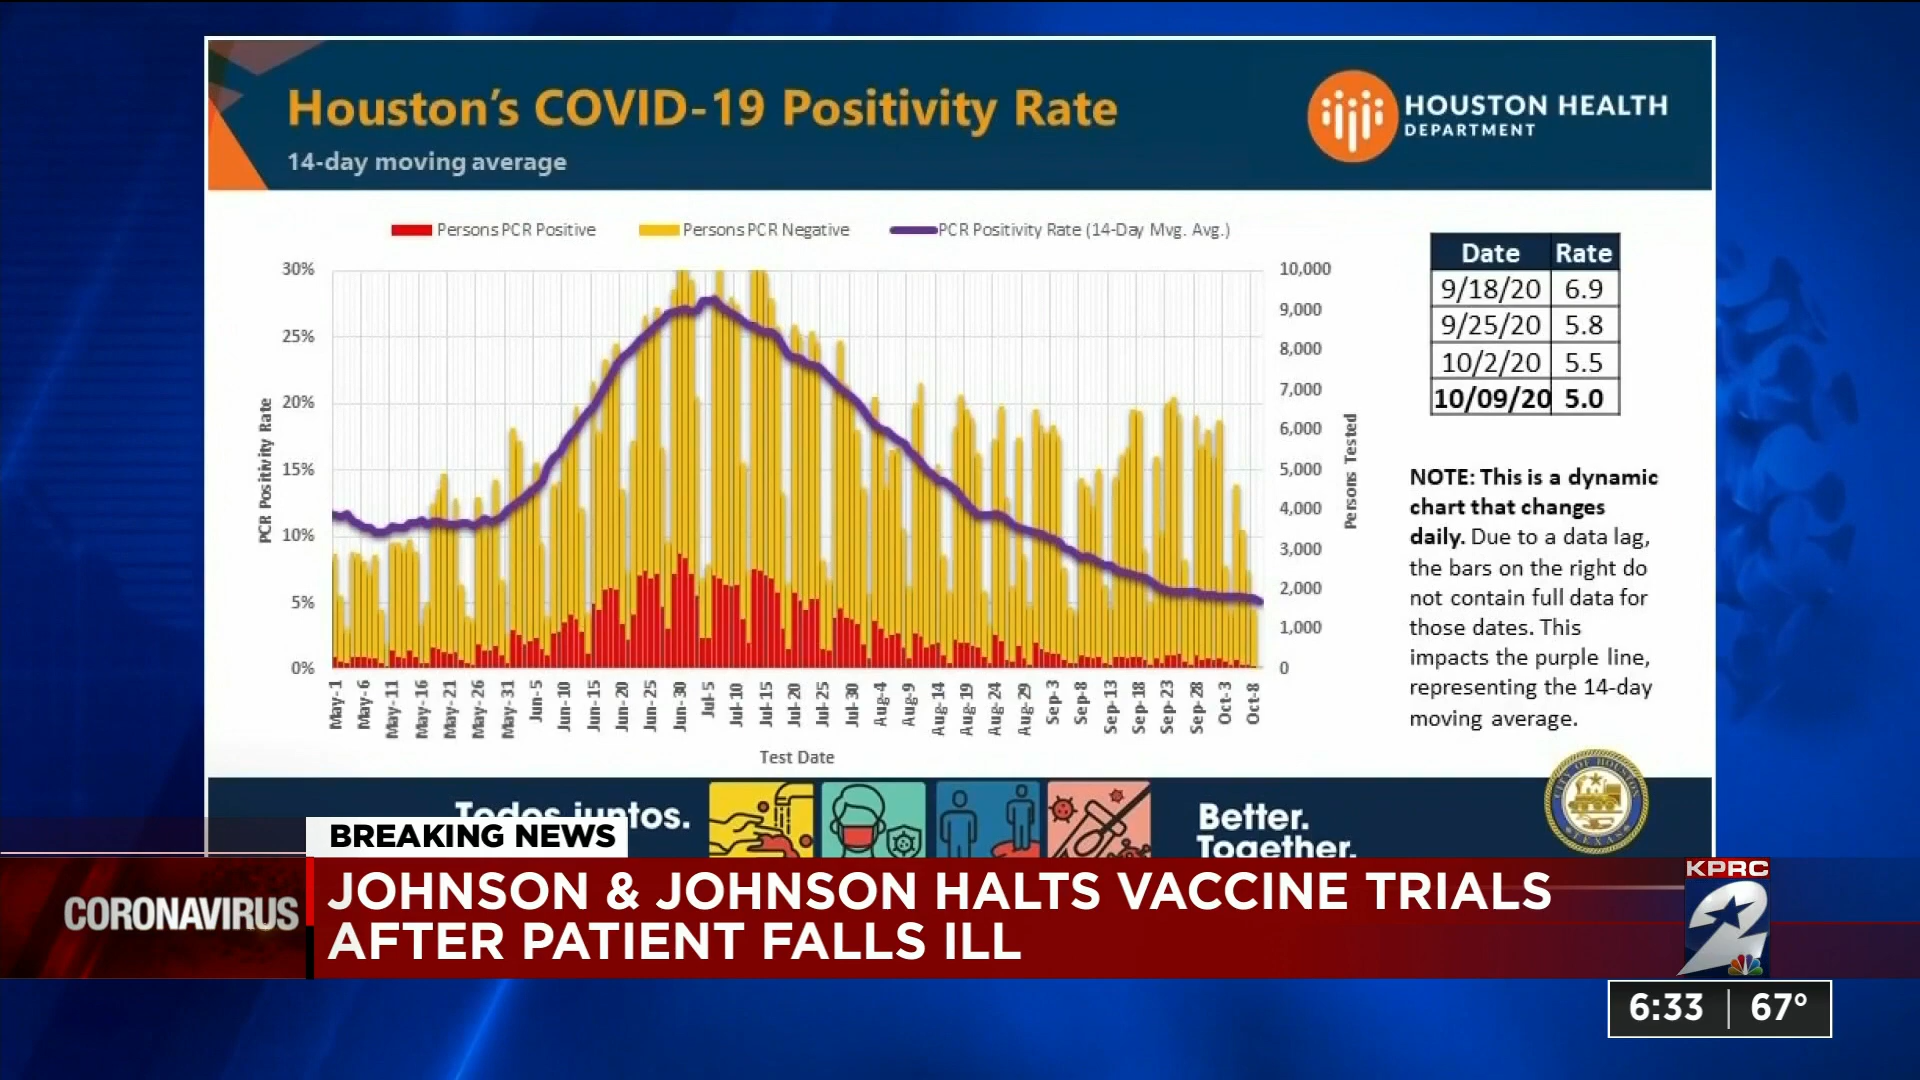 Houston's COVID-19 Positivity Rate
14-day moving average
HOUSTON HEALTH
DEPARTMENT
Persons PCR Positive
Persons PCR Negative
PCR Positivity Rate (14-Day Mvg. Avg.)
30%
25%
20%
15%
10%
5%
0%
PCR Positivity Rate
10,000
9,000
8,000
7,000
6,000
5,000
4,000
3,000
2,000
1,000
0
Persons Tested
May-1
May-6
May-11
May-16
May-21
May-26
May-31
Jun-5
Jun-10
Jun-15
Jun-20
Jun-25
Jun-30
Jul-5
Jul-10
Jul-15
Jul-20
Jul-25
Jul-30
Aug-4
Aug-9
Aug-14
Aug-19
Aug-24
Aug-29
Sep-3
Sep-8
Sep-13
Sep-18
Sep-23
Sep-28
Oct-3
Oct-8
Test Date
Date Rate
9/18/20 6.9
9/25/20 5.8
10/2/20 5.5
10/09/20 5.0
NOTE: This is a dynamic
chart that changes
daily. Due to a data lag,
the bars on the right do
not contain full data for
those dates. This
impacts the purple line,
representing the 14-day
moving average.
Todos juntos.
Better.
Together.
CITY OF HOUSTON
TEXAS
BREAKING NEWS
CORONAVIRUS
JOHNSON & JOHNSON HALTS VACCINE TRIALS
AFTER PATIENT FALLS ILL
KPRC
2
6:33 67°